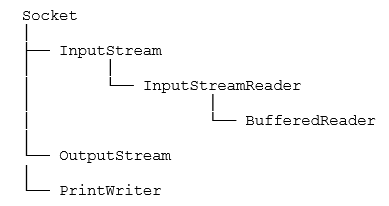 Socket
InputStream
InputStreamReader
BufferedReader
OutputStream
PrintWriter